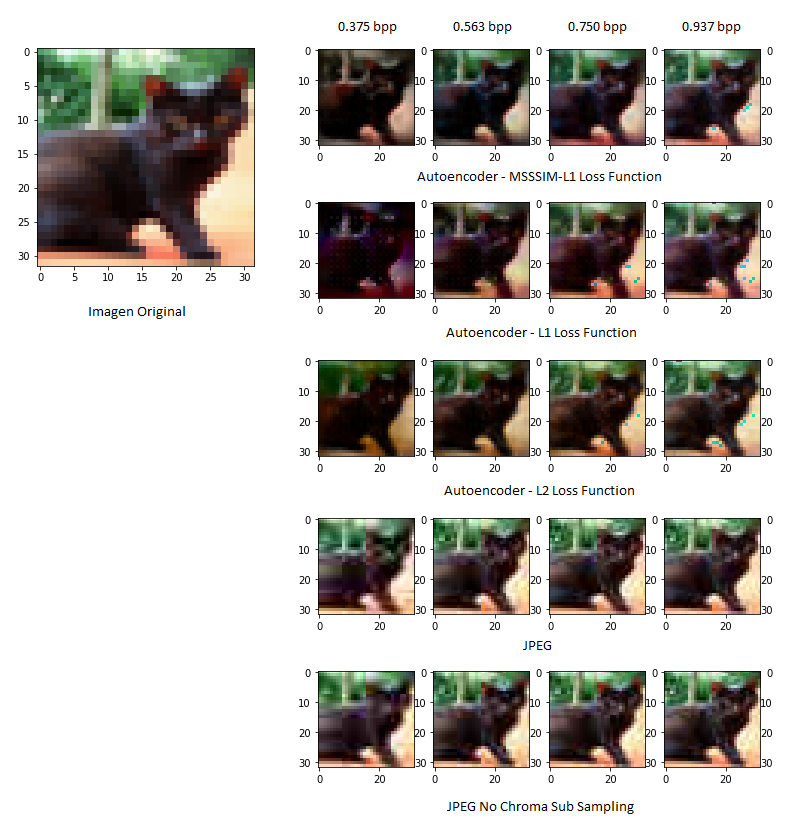 0.375 bpp 0.563 bpp 0.750 bpp 0.937 bpp
0 5 10 15 20 25 30
0 5 10 15 20 25 30
Imagen Original
0 10 20 30 0 10 20 30 0 10 20 30 0 10 20 30 0
0 20 0 20 0 20 0 20
Autoencoder - MSSSIM-L1 Loss Function
0 10 20 30 0 10 20 30 0 10 20 30 0 10 20 30 0
0 20 0 20 0 20 0 20
Autoencoder - L1 Loss Function
0 10 20 30 0 10 20 30 0 10 20 30 0 10 20 30 0
0 20 0 20 0 20 0 20
Autoencoder - L2 Loss Function
0 10 20 30 0 10 20 30 0 10 20 30 0 10 20 30 0
0 20 0 20 0 20 0 20
JPEG
0 10 20 30 0 10 20 30 0 10 20 30 0 10 20 30 0
0 20 0 20 0 20 0 20
JPEG No Chroma Sub Sampling